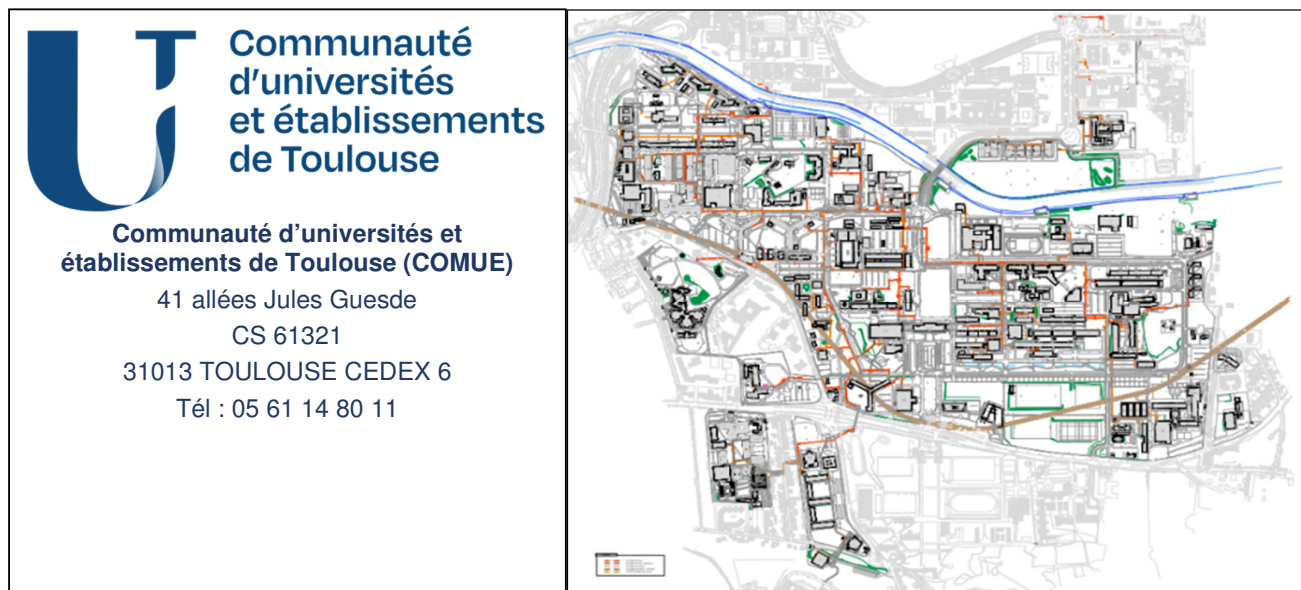 Communauté
d'universités
et établissements
de Toulouse
Communauté d’universités et
établissements de Toulouse (COMUE)
41 allées Jules Guesde
CS 61321
31013 TOULOUSE CEDEX 6
Tél : 05 61 14 80 11